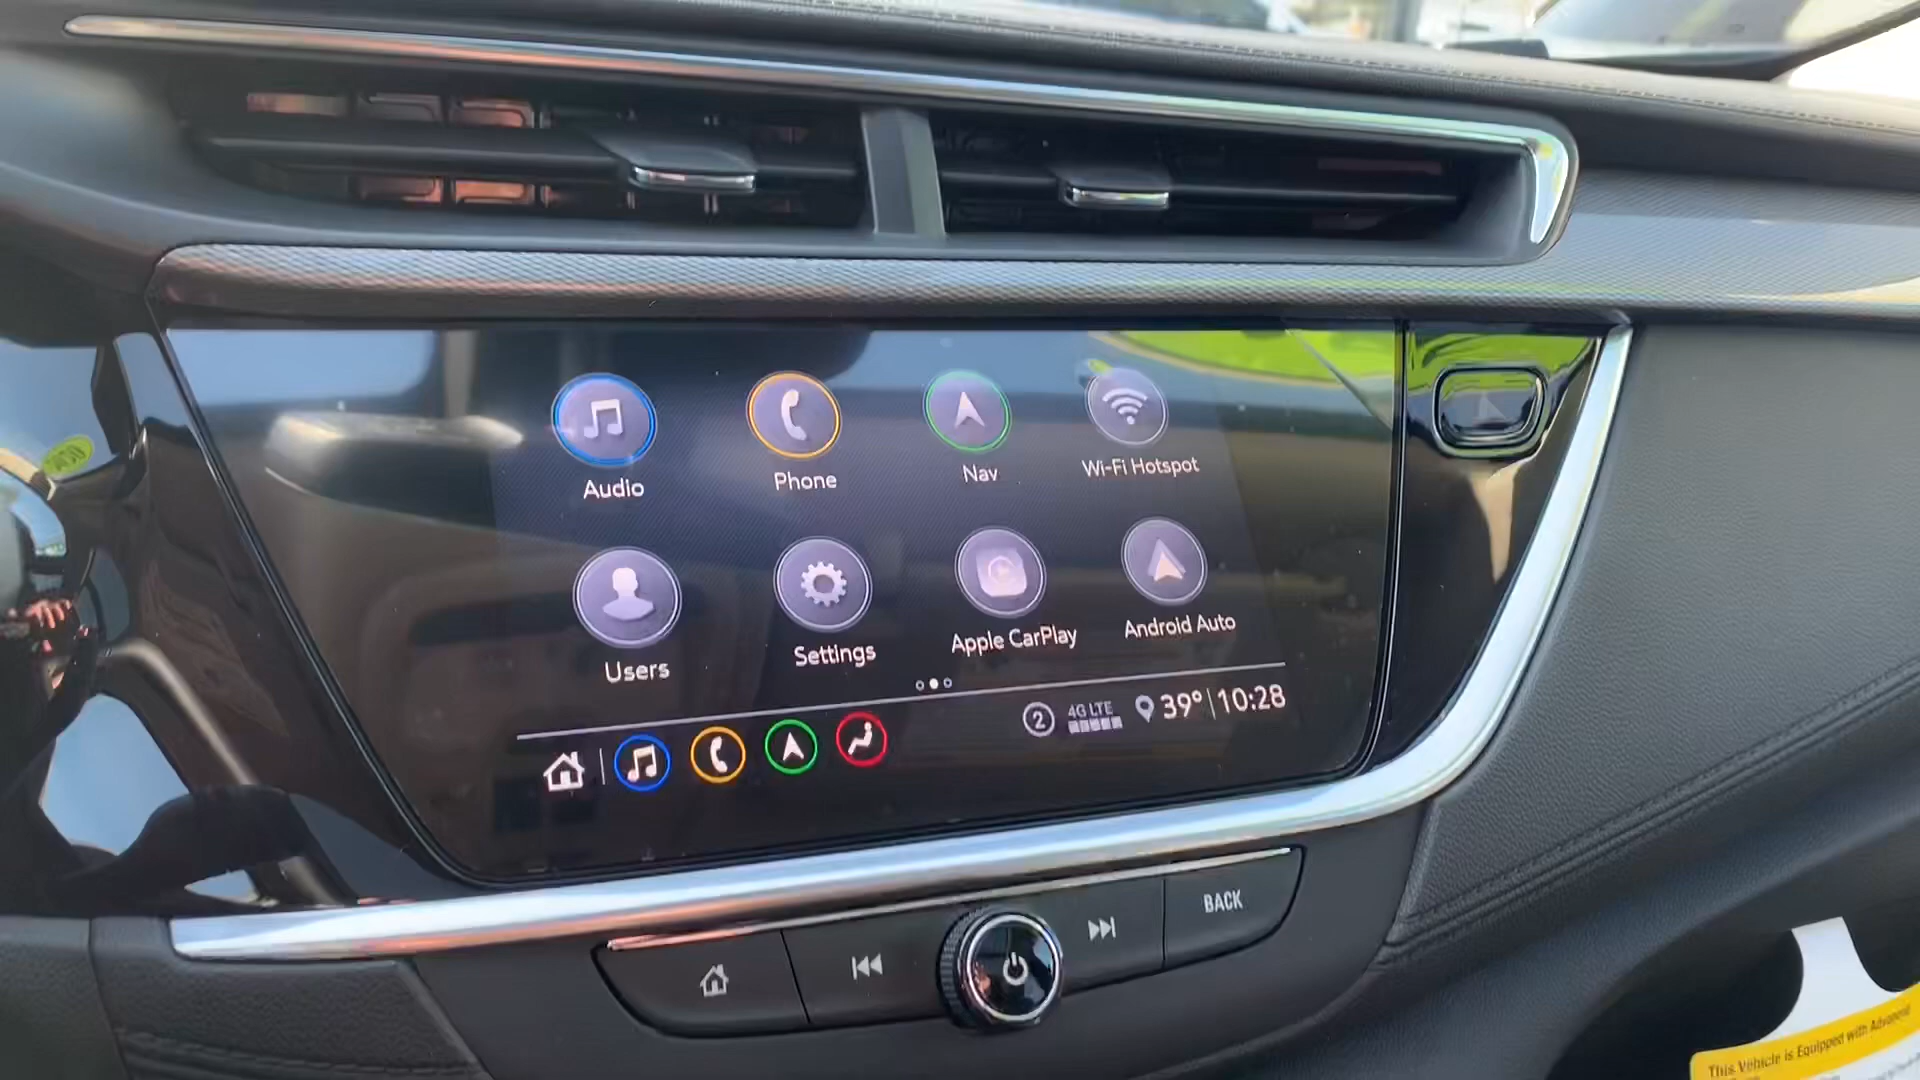 Audio
Phone
Nav
Wi-Fi Hotspot
Users
Settings
Apple CarPlay
Android Auto
2
4G LTE
39°
10:28
BACK
This Vehicle is Equipped with